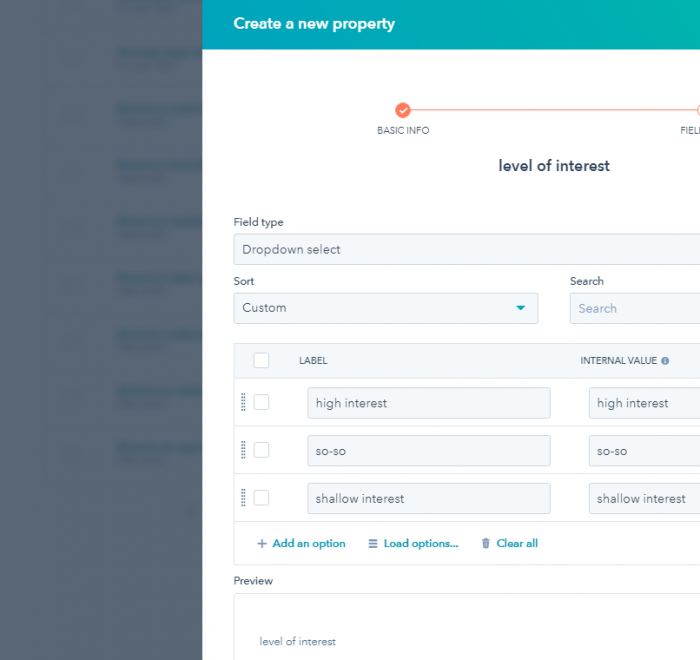 Create a new property
BASIC INFO
level of interest
Field type
Dropdown select
Sort
Search
Custom
Search
LABEL
INTERNAL VALUE
high interest
high interest
so-so
so-so
shallow interest
shallow interest
Add an option
Load options...
Clear all
Preview
level of interest